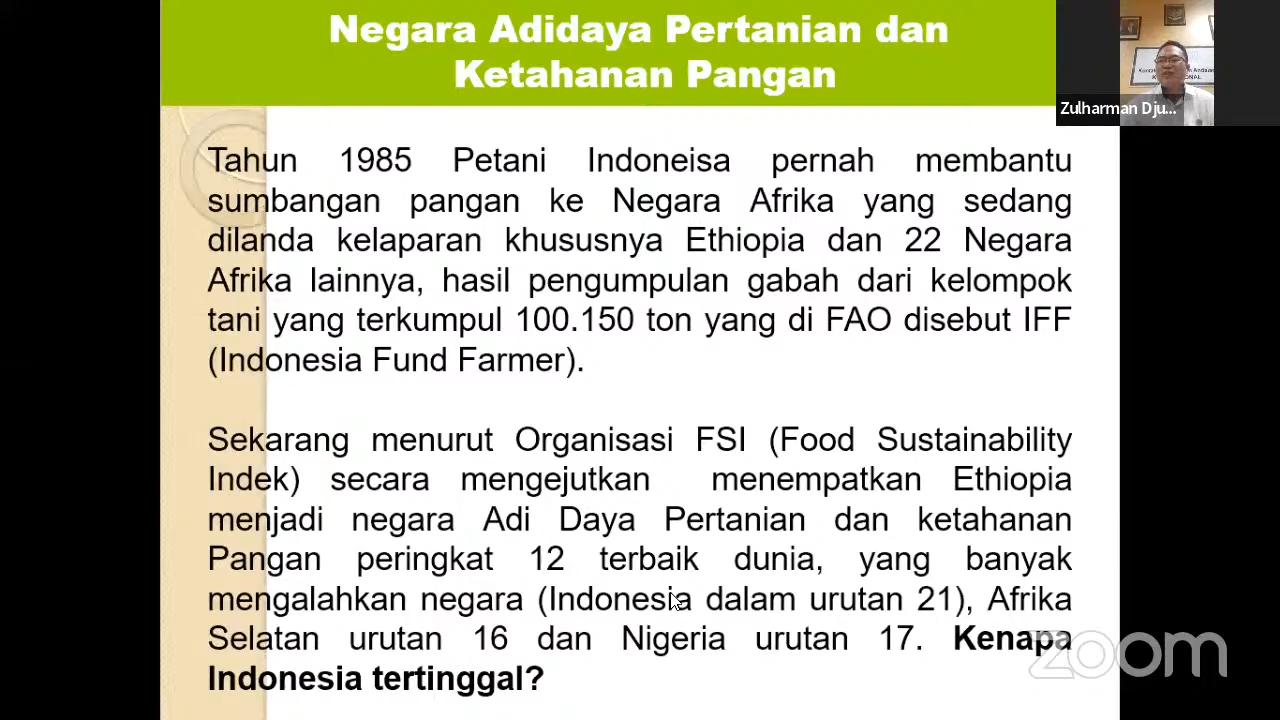 Negara Adidaya Pertanian dan
Ketahanan Pangan
Zulharman Dju...
Tahun 1985 Petani Indoneisa pernah membantu
sumbangan pangan ke Negara Afrika yang sedang
dilanda kelaparan khususnya Ethiopia dan 22 Negara
Afrika lainnya, hasil pengumpulan gabah dari kelompok
tani yang terkumpul 100.150 ton yang di FAO disebut IFF
(Indonesia Fund Farmer).
Sekarang menurut Organisasi FSI (Food Sustainability
Indek) secara mengejutkan menempatkan Ethiopia
menjadi negara Adi Daya Pertanian dan ketahanan
Pangan peringkat 12 terbaik dunia, yang banyak
mengalahkan negara (Indonesia dalam urutan 21), Afrika
Selatan urutan 16 dan Nigeria urutan 17. Kenapa
Indonesia tertinggal?
zoom